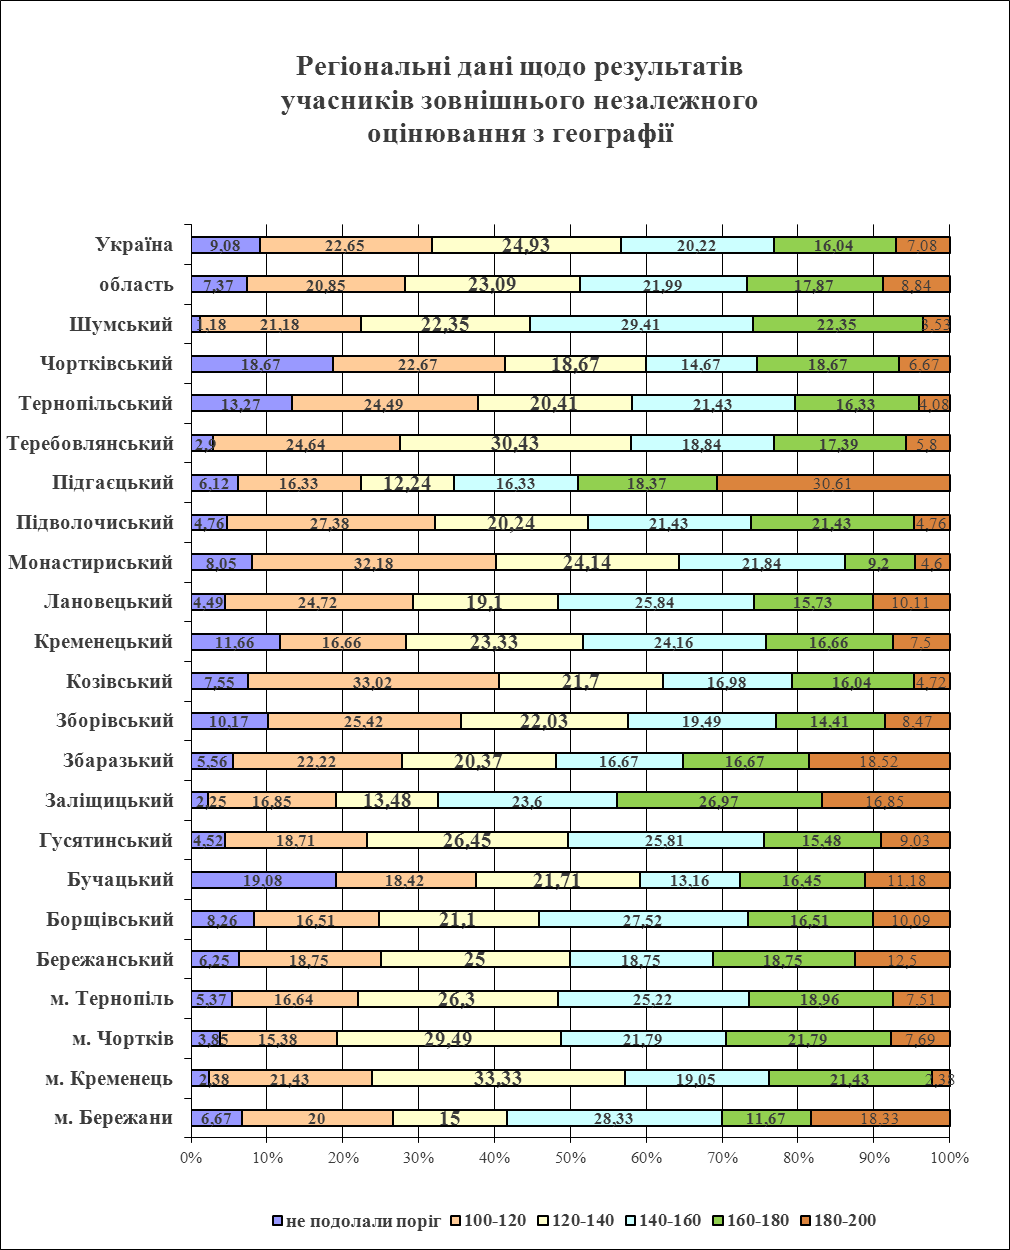 Регіональні дані щодо результатів
учасників зовнішнього незалежного
оцінювання з географії
Україна 9,08 22,65 24,93 20,22 16,04 7,08
область 7,37 20,85 23,09 21,99 17,87 8,84
Шумський 1,18 21,18 22,35 29,41 22,35 3,53
Чортківський 18,67 22,67 18,67 14,67 18,67 6,67
Тернопільський 13,27 24,49 20,41 21,43 16,33 4,08
Теребовлянський 2,9 24,64 30,43 18,84 17,39 5,8
Підгаєцький 6,12 16,33 12,24 16,33 18,37 30,61
Підволочиський 4,76 27,38 20,24 21,43 21,43 4,76
Монастириський 8,05 32,18 24,14 21,84 9,2 4,6
Лановецький 4,49 24,72 19,1 25,84 15,73 10,11
Кременецький 11,66 16,66 23,33 24,16 16,66 7,5
Козівський 7,55 33,02 21,7 16,98 16,04 4,72
Зборівський 10,17 25,42 22,03 19,49 14,41 8,47
Збаразький 5,56 22,22 20,37 16,67 16,67 18,52
Заліщицький 2,25 16,85 13,48 23,6 26,97 16,85
Гусятинський 4,52 18,71 26,45 25,81 15,48 9,03
Бучацький 19,08 18,42 21,71 13,16 16,45 11,18
Борщівський 8,26 16,51 21,1 27,52 16,51 10,09
Бережанський 6,25 18,75 25 18,75 18,75 12,5
м. Тернопіль 5,37 16,64 26,3 25,22 18,96 7,51
м. Чортків 3,85 15,38 29,49 21,79 21,79 7,69
м. Кременець 2,38 21,43 33,33 19,05 21,43 2,38
м. Бережани 6,67 20 15 28,33 11,67 18,33
0% 10% 20% 30% 40% 50% 60% 70% 80% 90% 100%
не подолали поріг 100-120 120-140 140-160 160-180 180-200